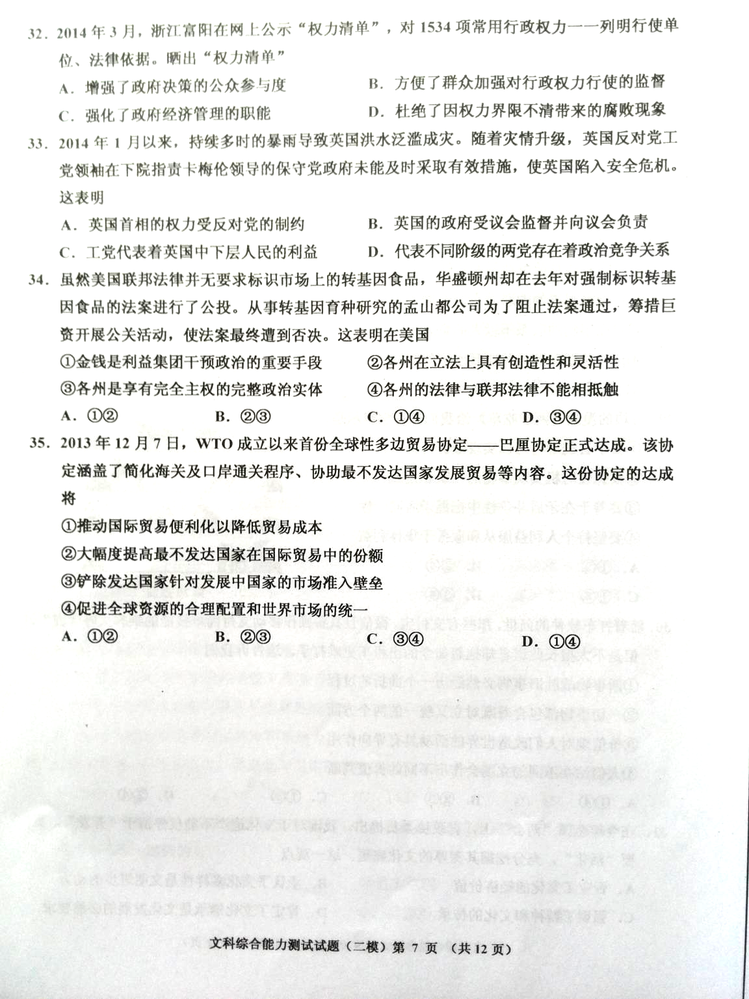 32．2014 年 3 月，浙江富阳在网上公示“权力清单”，对 1534 项常用行政权力一一列明行使单
位、法律依据。晒出“权力清单”
A．增强了政府决策的公众参与度 B．方便了群众加强对行政权力行使的监督
C．强化了政府经济管理的职能 D．杜绝了因权力界限不清带来的腐败现象
33．2014 年 1 月以来，持续多时的暴雨导致英国洪水泛滥成灾。随着灾情升级，英国反对党工
党领袖在下院指责卡梅伦领导的保守党政府未能及时采取有效措施，使英国陷入安全危机。
这表明
A．英国首相的权力受反对党的制约 B．英国的政府受议会监督并向议会负责
C．工党代表着英国中下层人民的利益 D．代表不同阶级的两党存在着政治竞争关系
34．虽然美国联邦法律并无要求标识市场上的转基因食品，华盛顿州却在去年对强制标识转基
因食品的法案进行了公投。从事转基因育种研究的孟山都公司为了阻止法案通过，筹措巨
资开展公关活动，使法案最终遭到否决。这表明在美国
①金钱是利益集团干预政治的重要手段 ②各州在立法上具有创造性和灵活性
③各州是享有完全主权的完整政治实体 ④各州的法律与联邦法律不能相抵触
A．①② B．②③ C．①④ D．③④
35．2013 年 12 月 7 日，WTO 成立以来首份全球性多边贸易协定——巴厘协定正式达成。该协
定涵盖了简化海关及口岸通关程序、协助最不发达国家发展贸易等内容。这份协定的达成
将
①推动国际贸易便利化以降低贸易成本
②大幅度提高最不发达国家在国际贸易中的份额
③铲除发达国家针对发展中国家的市场准入壁垒
④促进全球资源的合理配置和世界市场的统一
A．①② B．②③ C．③④ D．①④
文科综合能力测试试题（二模）第 7 页 （共 12 页）